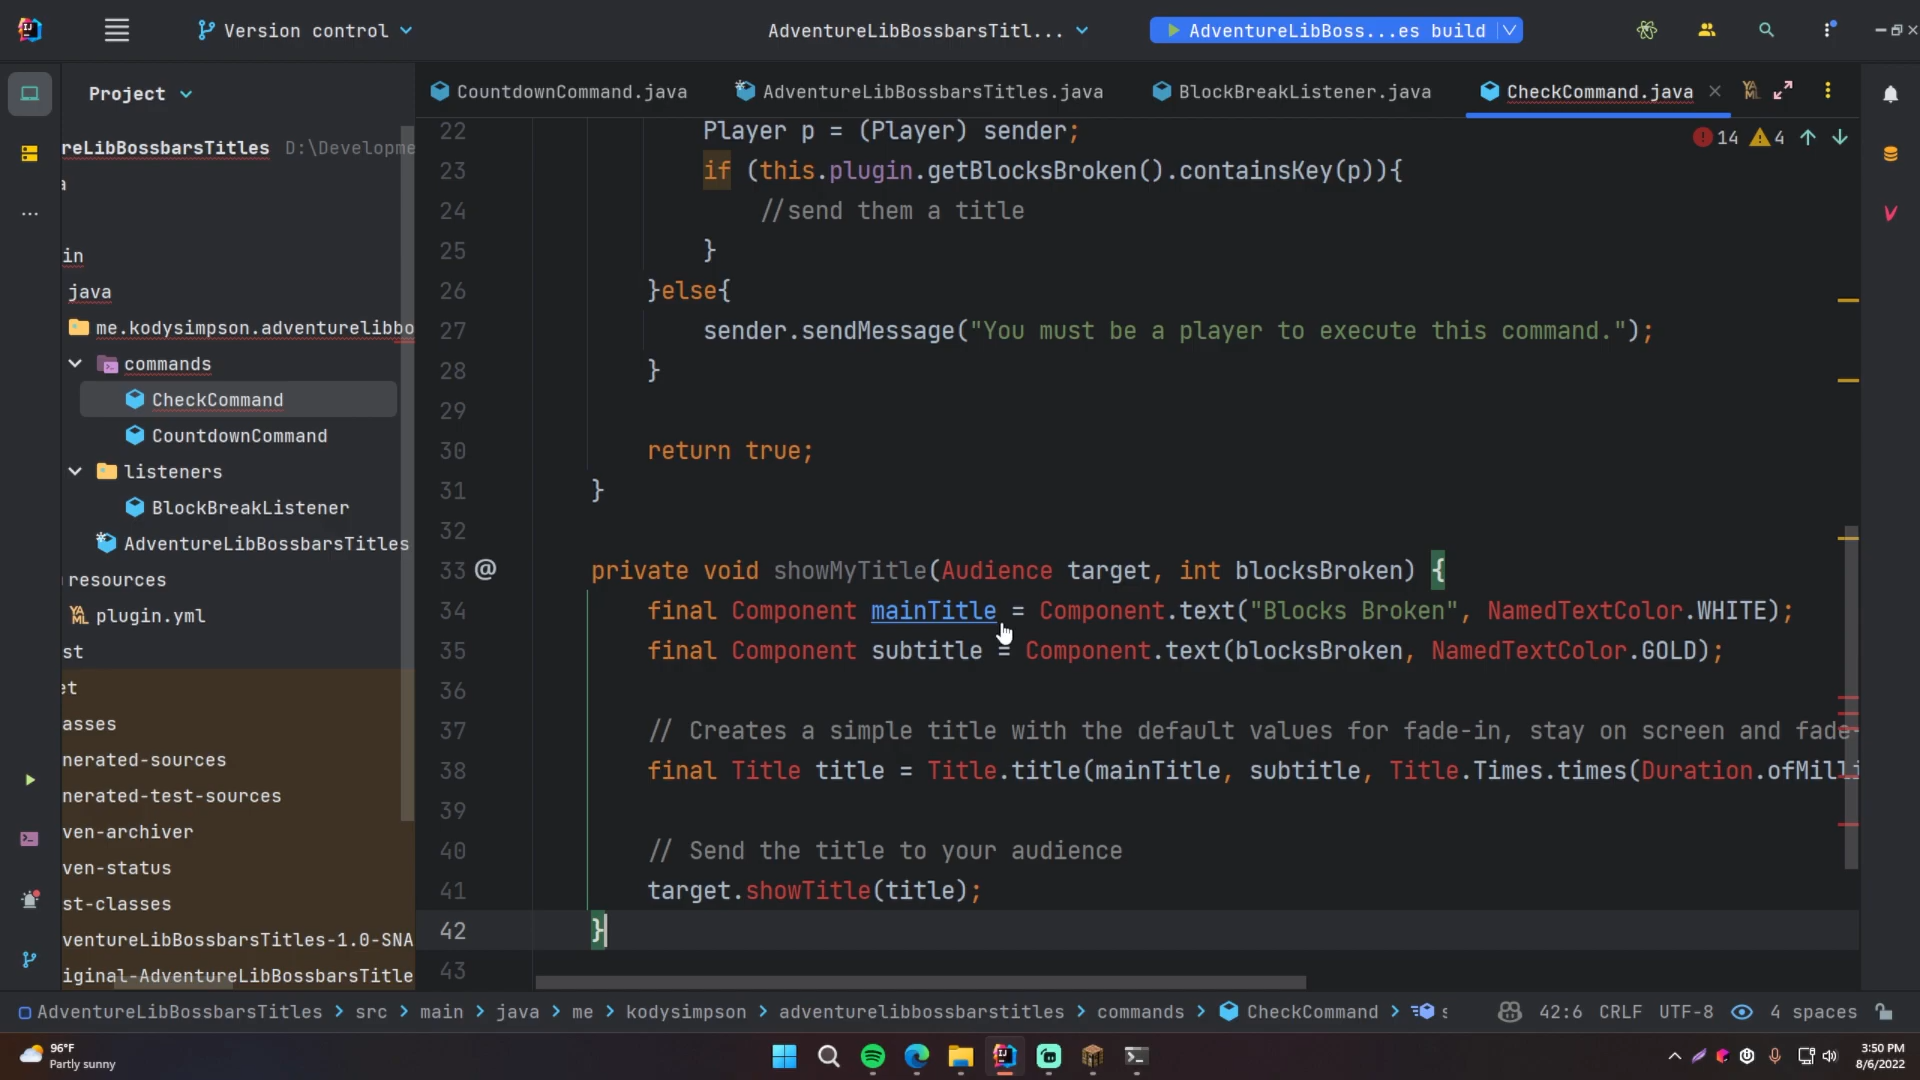 Version control
AdventureLibBossbarsTitl...
AdventureLibBoss...es build
Project
CountdownCommand.java
AdventureLibBossbarsTitles.java
BlockBreakListener.java
CheckCommand.java
reLibBossbarsTitles D:\Developme
a
in
java
me.kodysimpson.adventurelibbo
commands
CheckCommand
CountdownCommand
listeners
BlockBreakListener
AdventureLibBossbarsTitles
resources
plugin.yml
st
et
asses
nerated-sources
nerated-test-sources
ven-archiver
ven-status
st-classes
ventureLibBossbarsTitles-1.0-SNA
iginal-AdventureLibBossbarsTitle
14 4
22 Player p = (Player) sender;
23 if (this.plugin.getBlocksBroken().containsKey(p)){
24 //send them a title
25 }
26 }else{
27 sender.sendMessage("You must be a player to execute this command.");
28 }
29
30 return true;
31 }
32
33 @ private void showMyTitle(Audience target, int blocksBroken) {
34 final Component mainTitle = Component.text("Blocks Broken", NamedTextColor.WHITE);
35 final Component subtitle = Component.text(blocksBroken, NamedTextColor.GOLD);
36
37 // Creates a simple title with the default values for fade-in, stay on screen and fade-
38 final Title title = Title.title(mainTitle, subtitle, Title.Times.times(Duration.ofMilli
39
40 // Send the title to your audience
41 target.showTitle(title);
42 }
43
AdventureLibBossbarsTitles > src > main > java > me > kodysimpson > adventurelibbossbarstitles > commands > CheckCommand > s
42:6 CRLF UTF-8 4 spaces
96°F
Partly sunny
3:50 PM
8/6/2022